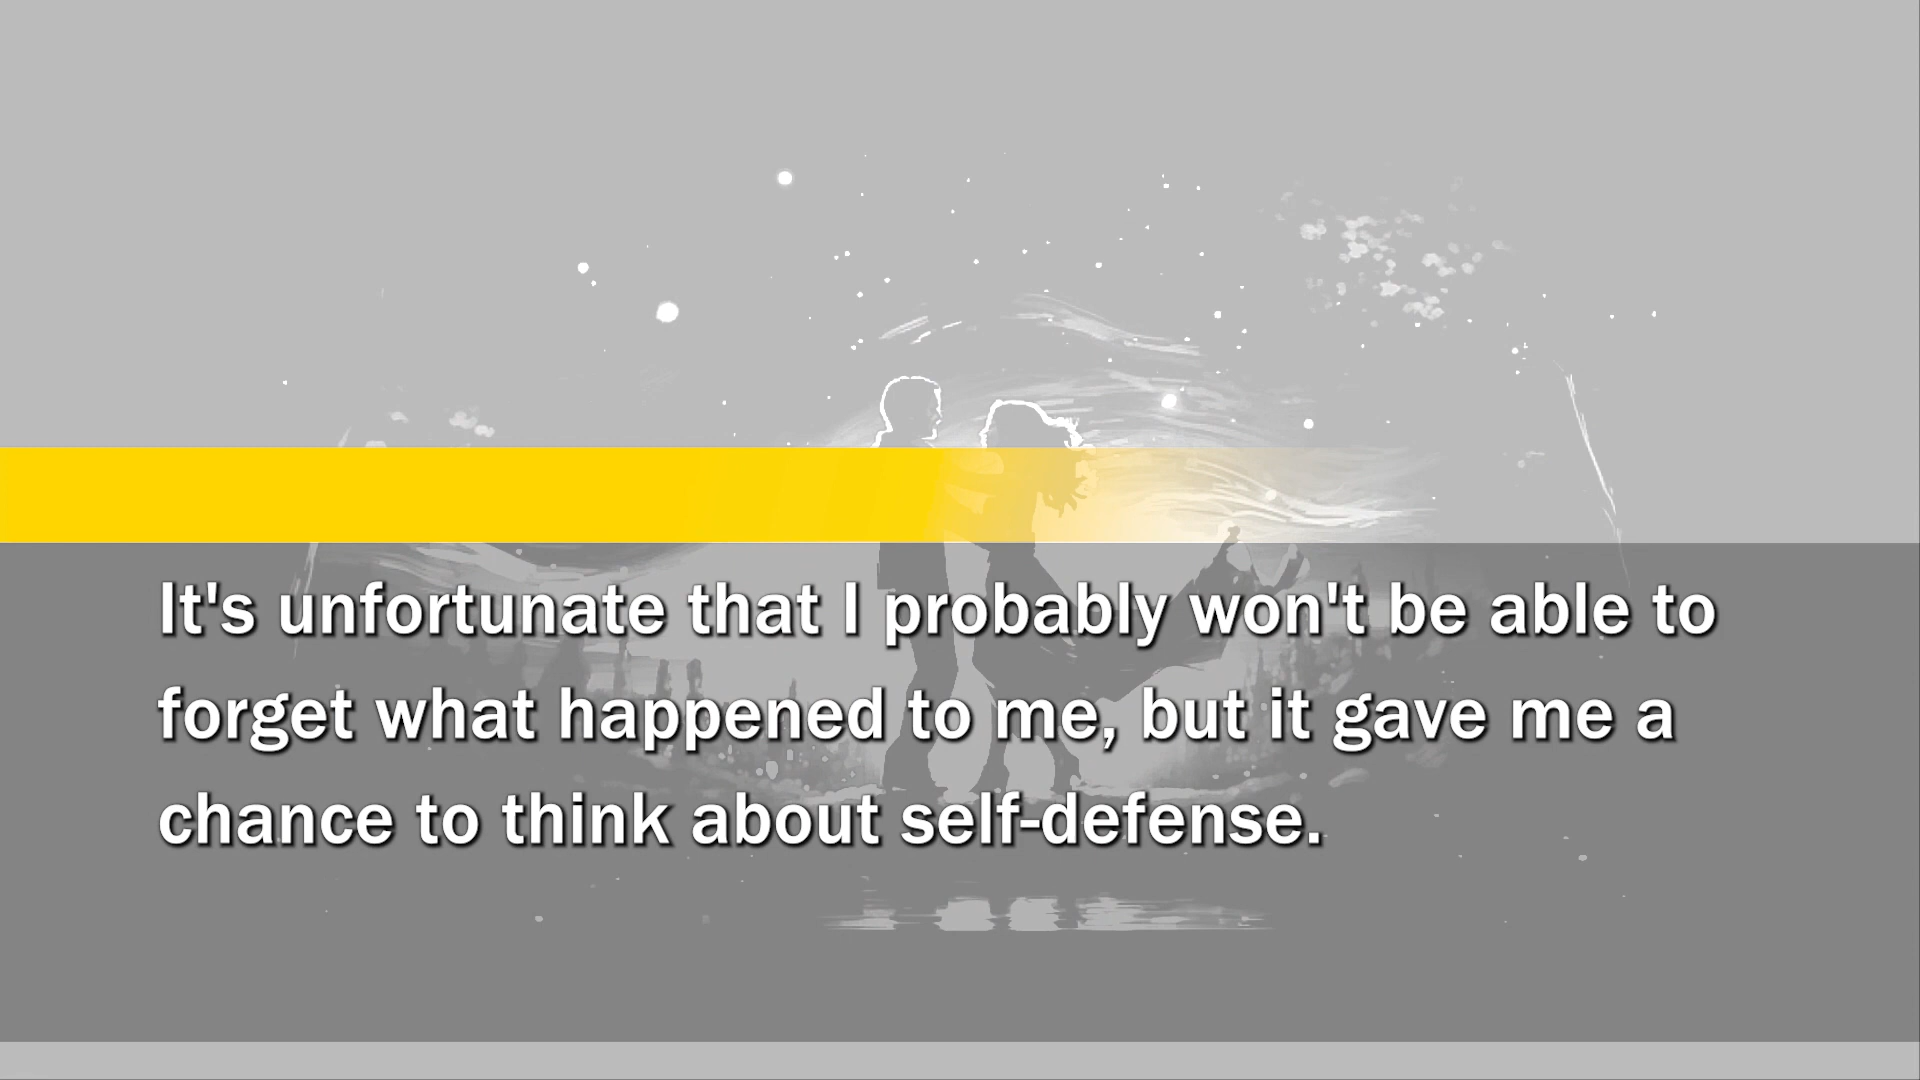 It's unfortunate that I probably won't be able to
forget what happened to me, but it gave me a
chance to think about self-defense.